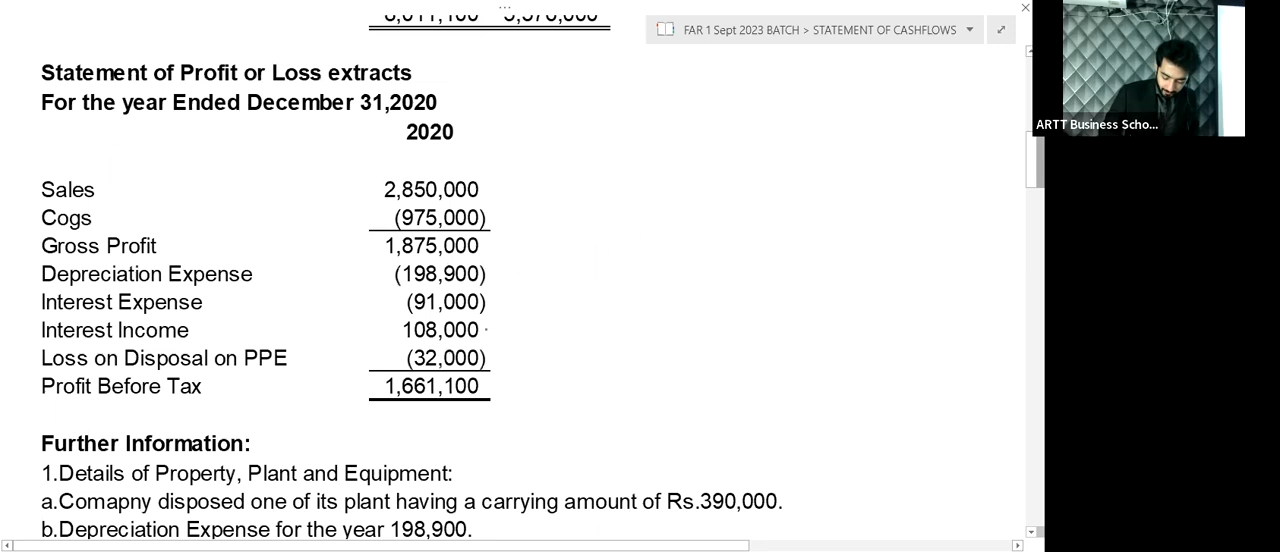 FAR 1 Sept 2023 BATCH > STATEMENT OF CASHFLOWS
Statement of Profit or Loss extracts
For the year Ended December 31,2020
2020
Sales 2,850,000
Cogs (975,000)
Gross Profit 1,875,000
Depreciation Expense (198,900)
Interest Expense (91,000)
Interest Income 108,000
Loss on Disposal on PPE (32,000)
Profit Before Tax 1,661,100
Further Information:
1.Details of Property, Plant and Equipment:
a.Comapny disposed one of its plant having a carrying amount of Rs.390,000.
b.Depreciation Expense for the year 198,900.
ARTT Business Scho...